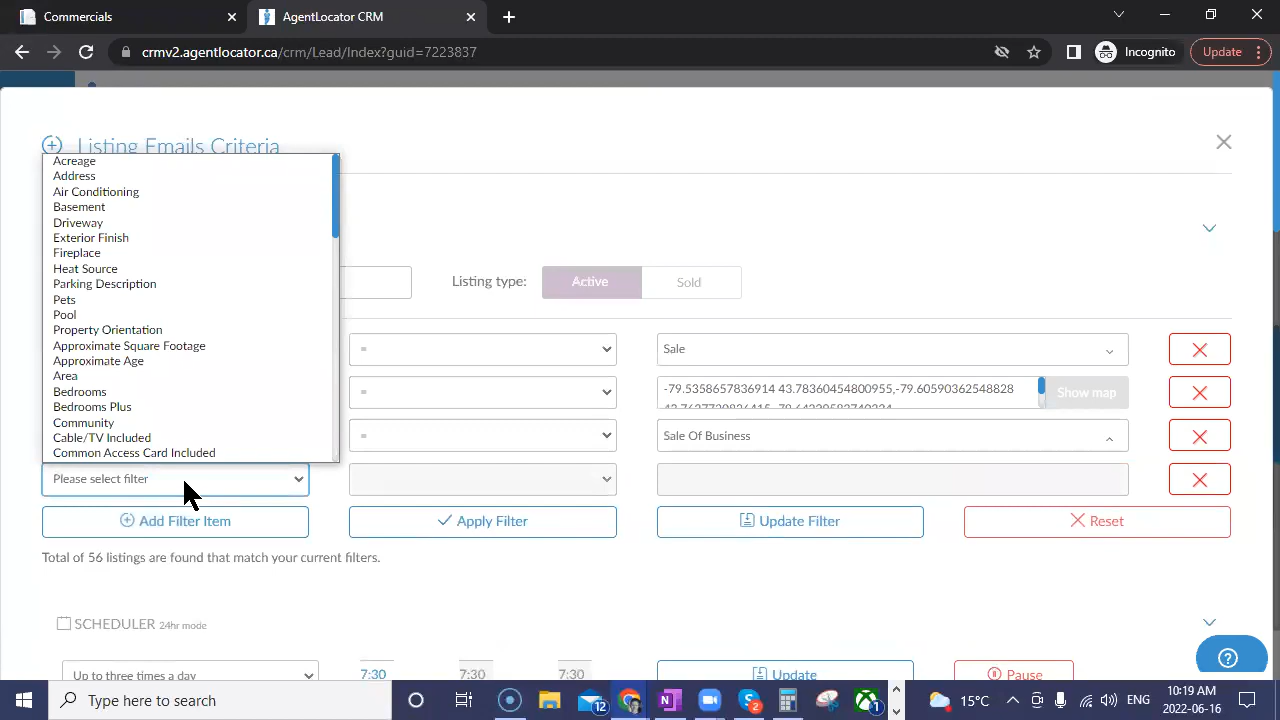 Commercials
AgentLocator CRM
crmv2.agentlocator.ca/crm/Lead/Index?guid=7223837
Incognito
Update
Listing Emails Criteria
Acreage
Address
Air Conditioning
Basement
Driveway
Exterior Finish
Fireplace
Heat Source
Parking Description
Pets
Pool
Property Orientation
Approximate Square Footage
Approximate Age
Area
Bedrooms
Bedrooms Plus
Community
Cable/TV Included
Common Access Card Included
Listing type:
Active
Sold
=
Sale
=
-79.5358657836914 43.78360454800955,-79.60590362548828
Show map
=
Sale Of Business
Please select filter
Add Filter Item
Apply Filter
Update Filter
Reset
Total of 56 listings are found that match your current filters.
SCHEDULER 24hr mode
Up to three times a day
7:30
7:30
7:30
Update
Pause
Type here to search
12
2
1
15°C
ENG
10:19 AM
2022-06-16